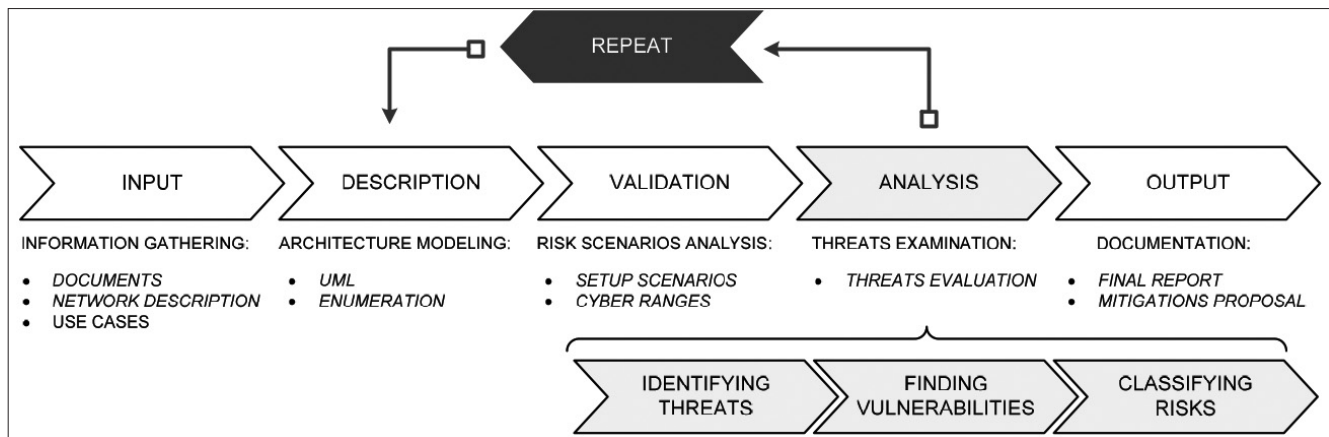 REPEAT
INPUT
DESCRIPTION
VALIDATION
ANALYSIS
OUTPUT
INFORMATION GATHERING:
• DOCUMENTS
• NETWORK DESCRIPTION
• USE CASES
ARCHITECTURE MODELING:
• UML
• ENUMERATION
RISK SCENARIOS ANALYSIS:
• SETUP SCENARIOS
• CYBER RANGES
THREATS EXAMINATION:
• THREATS EVALUATION
DOCUMENTATION:
• FINAL REPORT
• MITIGATIONS PROPOSAL
IDENTIFYING
THREATS
FINDING
VULNERABILITIES
CLASSIFYING
RISKS